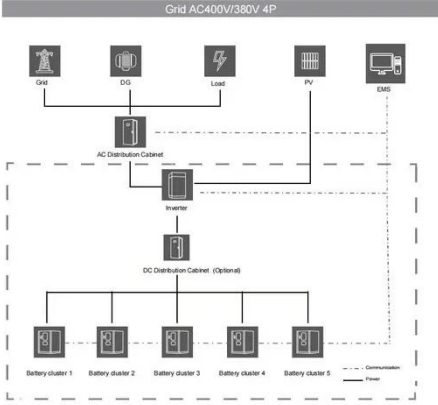 Grid AC400V/380V 4P
Grid
DG
Load
PV
EMS
AC Distribution Cabinet
Inverter
DC Distribution Cabinet (Optional)
Battery cluster 1
Battery cluster 2
Battery cluster 3
Battery cluster 4
Battery cluster 5
Communication
Power